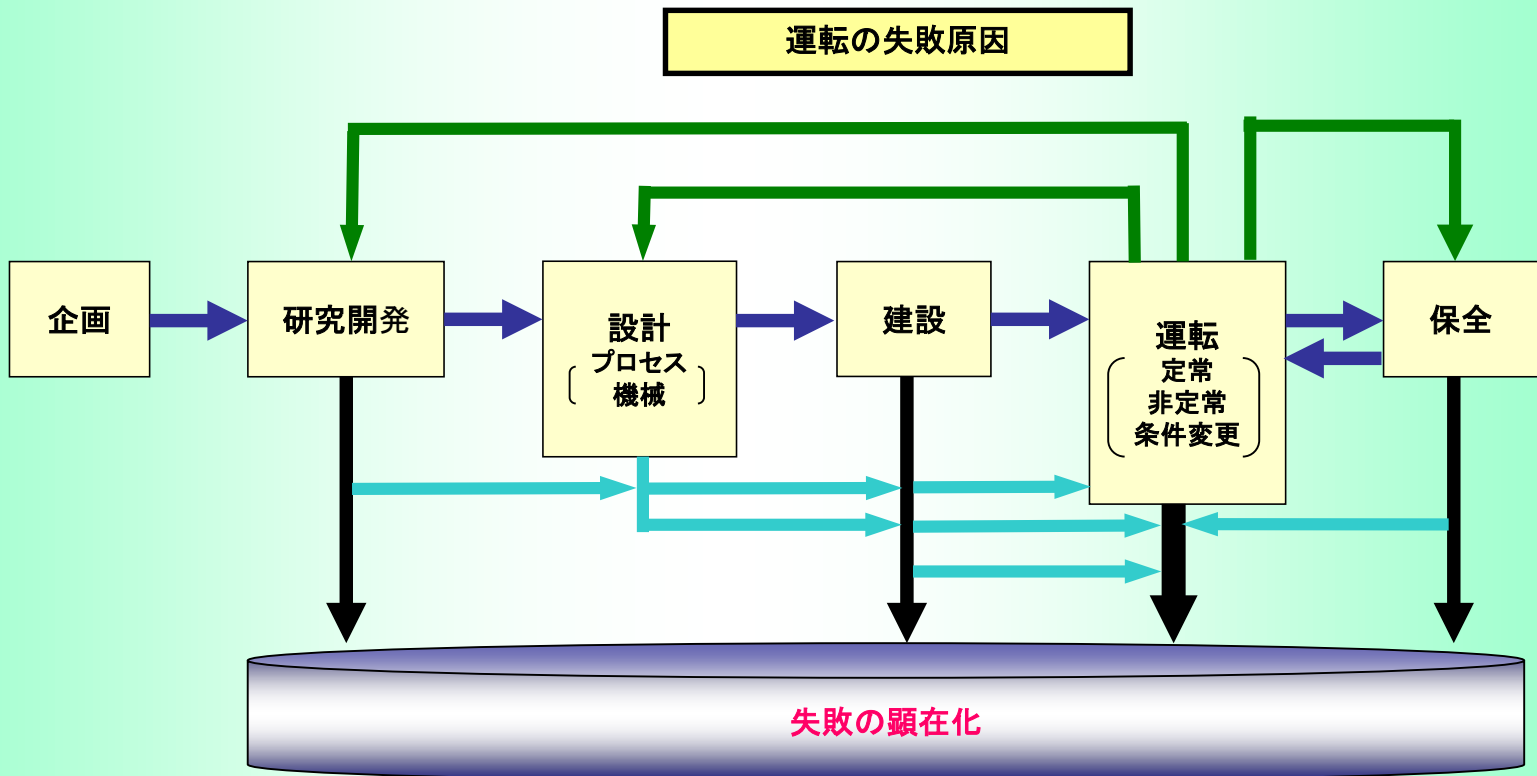 運転の失敗原因
企画
研究開発
設計
プロセス
機械
建設
運転
定常
非定常
条件変更
保全
失敗の顕在化